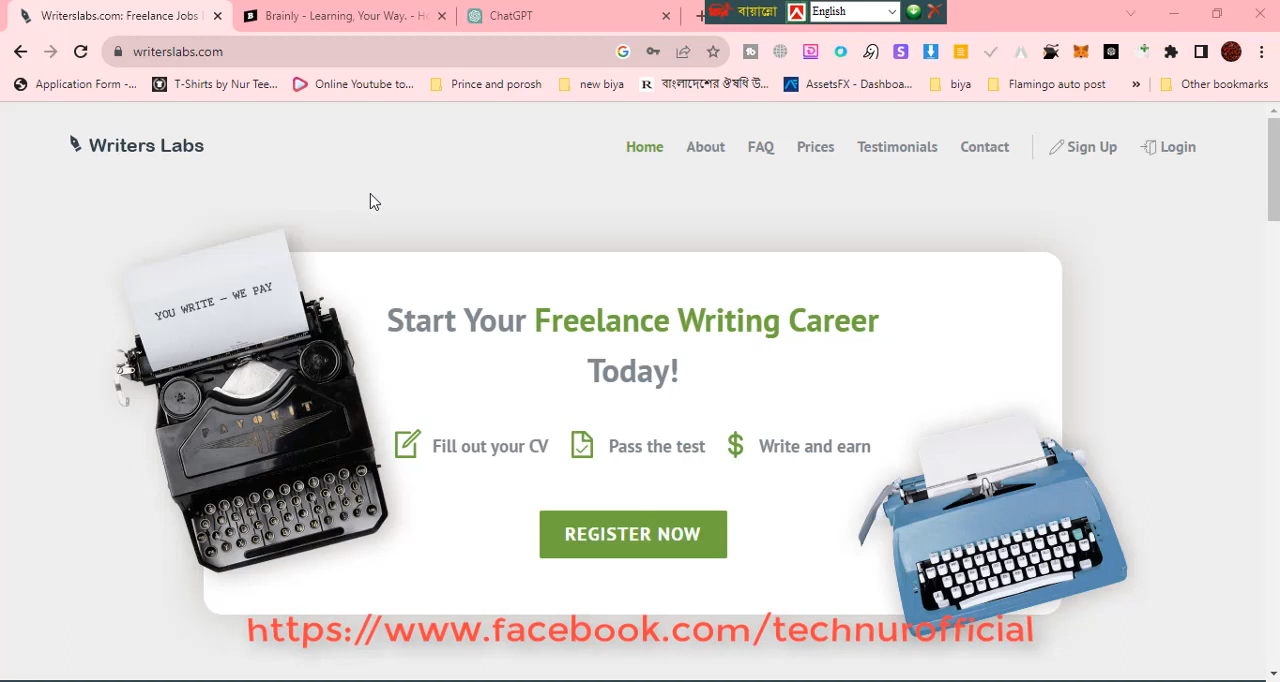 Writerslabs.com: Freelance Jobs
Brainly - Learning, Your Way. - Ho
ChatGPT
বায়ান্নো
English
writerslabs.com
Application Form -...
T-Shirts by Nur Tee...
Online Youtube to...
Prince and porosh
new biya
বাংলাদেশের ঔষধি উ...
AssetsFX - Dashboa...
biya
Flamingo auto post
»
Other bookmarks
Writers Labs
Home
About
FAQ
Prices
Testimonials
Contact
Sign Up
Login
YOU WRITE — WE PAY
FAVORIT
Start Your Freelance Writing Career
Today!
Fill out your CV
Pass the test
Write and earn
REGISTER NOW
https://www.facebook.com/technurofficial